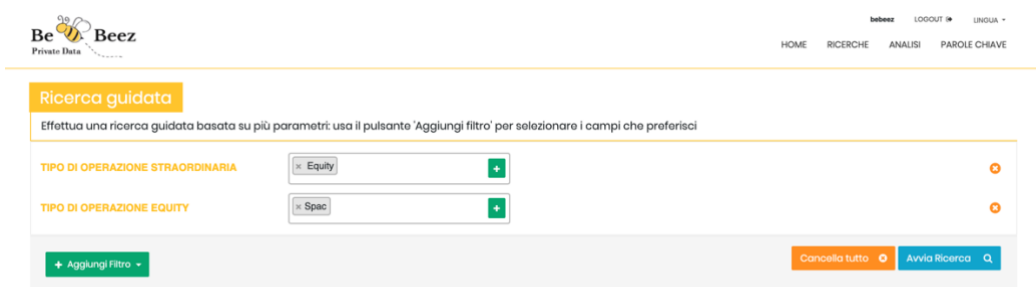 Be Beez
Private Data
bebeez LOGOUT LINGUA
HOME RICERCHE ANALISI PAROLE CHIAVE
Ricerca guidata
Effettua una ricerca guidata basata su più parametri: usa il pulsante 'Aggiungi filtro' per selezionare i campi che preferisci
TIPO DI OPERAZIONE STRAORDINARIA × Equity +
TIPO DI OPERAZIONE EQUITY × Spac +
+ Aggiungi Filtro Cancella tutto Avvia Ricerca